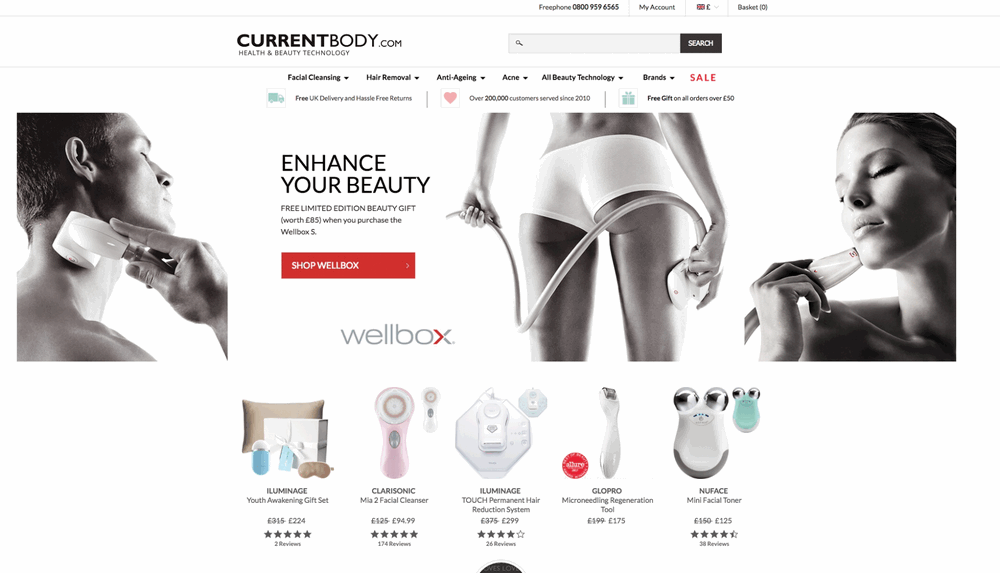 Freephone 0800 959 6565 My Account £ Basket (0)
CURRENTBODY.COM
HEALTH & BEAUTY TECHNOLOGY
SEARCH
Facial Cleansing Hair Removal Anti-Ageing Acne All Beauty Technology Brands SALE
Free UK Delivery and Hassle Free Returns Over 200,000 customers served since 2010 Free Gift on all orders over £50
ENHANCE
YOUR BEAUTY
FREE LIMITED EDITION BEAUTY GIFT
(worth £85) when you purchase the
Wellbox S.
SHOP WELLBOX
wellbox
allure
ILUMINAGE
Youth Awakening Gift Set
£315 £224
2 Reviews
CLARISONIC
Mia 2 Facial Cleanser
£125 £94.99
174 Reviews
ILUMINAGE
TOUCH Permanent Hair
Reduction System
£375 £299
26 Reviews
GLOPRO
Microneedling Regeneration
Tool
£199 £175
NUFACE
Mini Facial Toner
£150 £125
38 Reviews